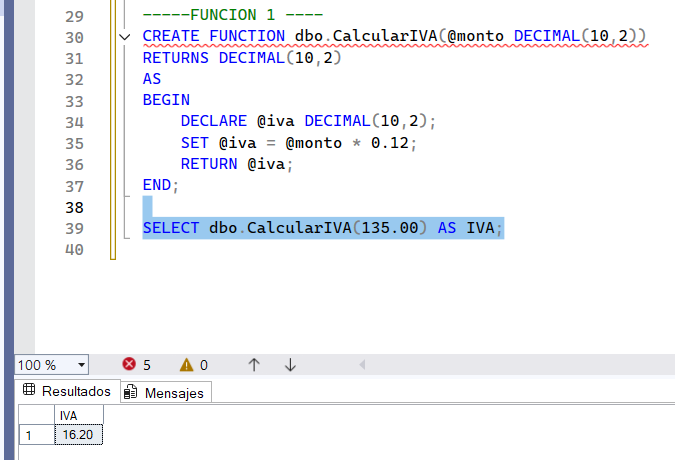 29 -----FUNCION 1 ----
30 CREATE FUNCTION dbo.CalcularIVA(@monto DECIMAL(10,2))
31 RETURNS DECIMAL(10,2)
32 AS
33 BEGIN
34     DECLARE @iva DECIMAL(10,2);
35     SET @iva = @monto * 0.12;
36     RETURN @iva;
37 END;
38
39 SELECT dbo.CalcularIVA(135.00) AS IVA;
40
100 % 5 0
Resultados Mensajes
IVA
1 16.20